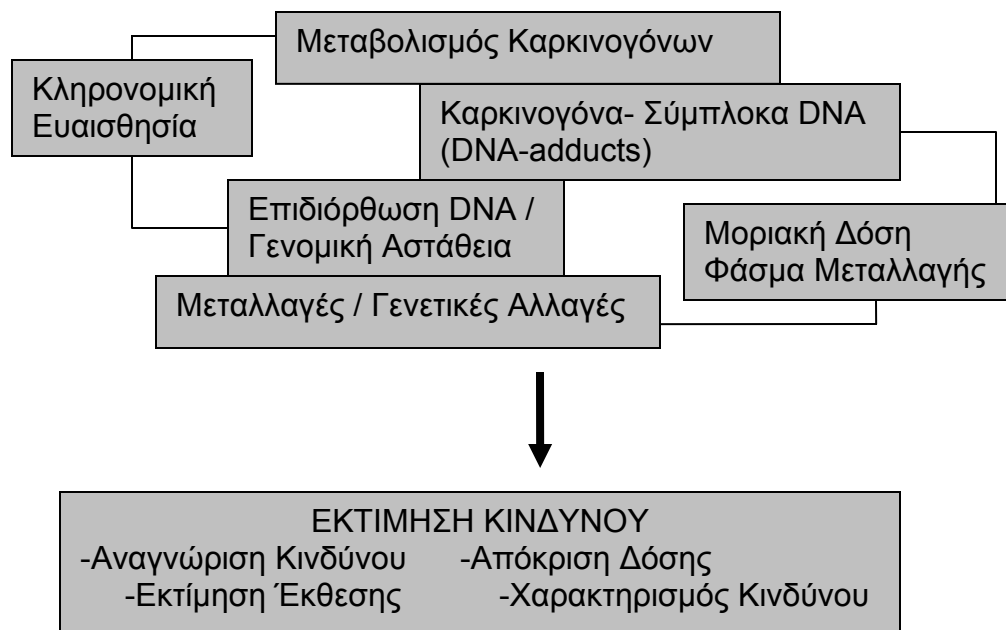 Μεταβολισμός Καρκινογόνων
Κληρονομική
Ευαισθησία
Καρκινογόνα- Σύμπλοκα DNA
(DNA-adducts)
Επιδιόρθωση DNA /
Γενομική Αστάθεια
Μοριακή Δόση
Φάσμα Μεταλλαγής
Μεταλλαγές / Γενετικές Αλλαγές
ΕΚΤΙΜΗΣΗ ΚΙΝΔΥΝΟΥ
-Αναγνώριση Κινδύνου -Απόκριση Δόσης
-Εκτίμηση Έκθεσης -Χαρακτηρισμός Κινδύνου